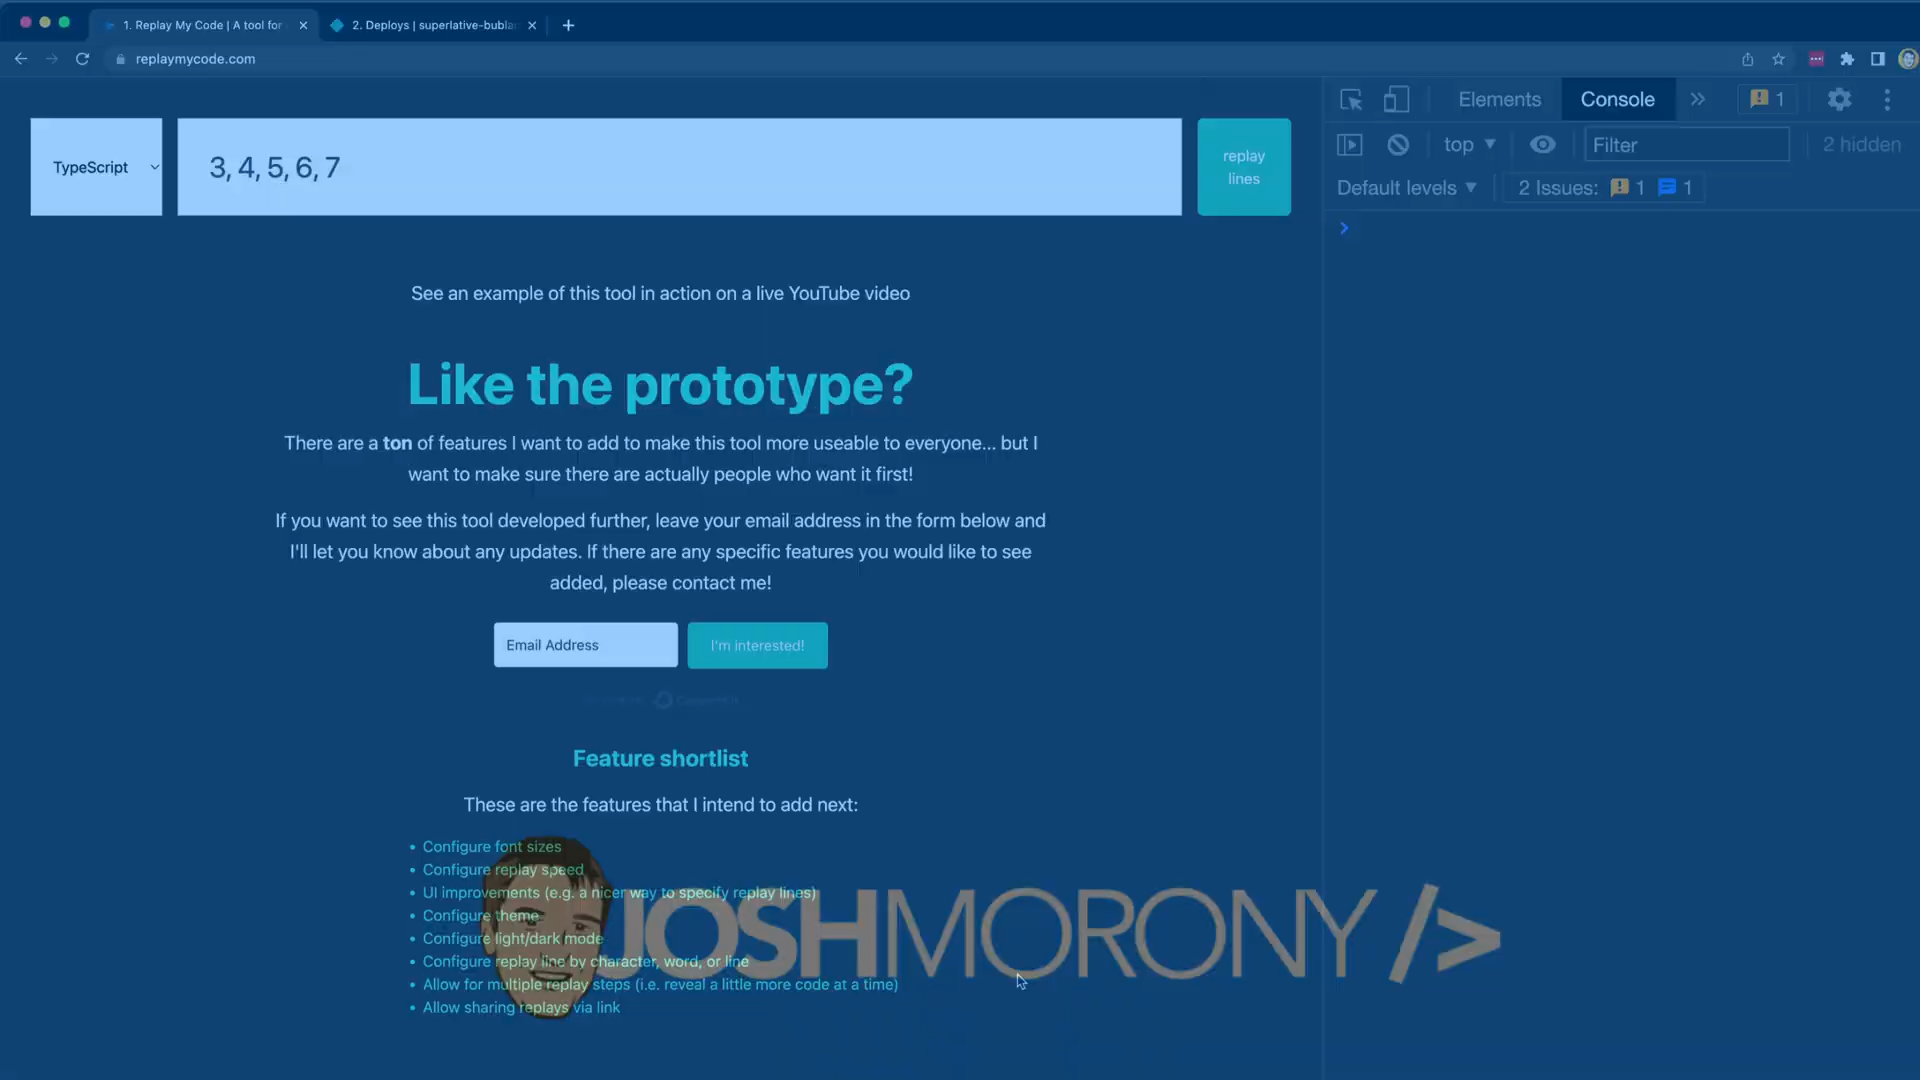 1. Replay My Code | A tool for
2. Deploys | superlative-bubla
replaymycode.com
Elements
Console
1
top
Filter
2 hidden
Default levels
2 Issues:
1
1
TypeScript
3, 4, 5, 6, 7
replay
lines
See an example of this tool in action on a live YouTube video
Like the prototype?
There are a ton of features I want to add to make this tool more useable to everyone... but I
want to make sure there are actually people who want it first!
If you want to see this tool developed further, leave your email address in the form below and
I'll let you know about any updates. If there are any specific features you would like to see
added, please contact me!
Email Address
I'm interested!
Feature shortlist
These are the features that I intend to add next:
• Configure font sizes
• Configure replay speed
• UI improvements (e.g. a nicer way to specify replay lines)
• Configure theme
• Configure light/dark mode
• Configure replay line by character, word, or line
• Allow for multiple replay steps (i.e. reveal a little more code at a time)
• Allow sharing replays via link
JOSHMORONY />